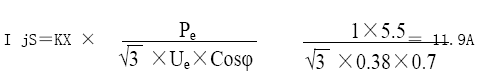 I jS=KX × Pe / √3 ×Ue×Cosφ 1×5.5 / √3 ×0.38×0.7 = 11.9A